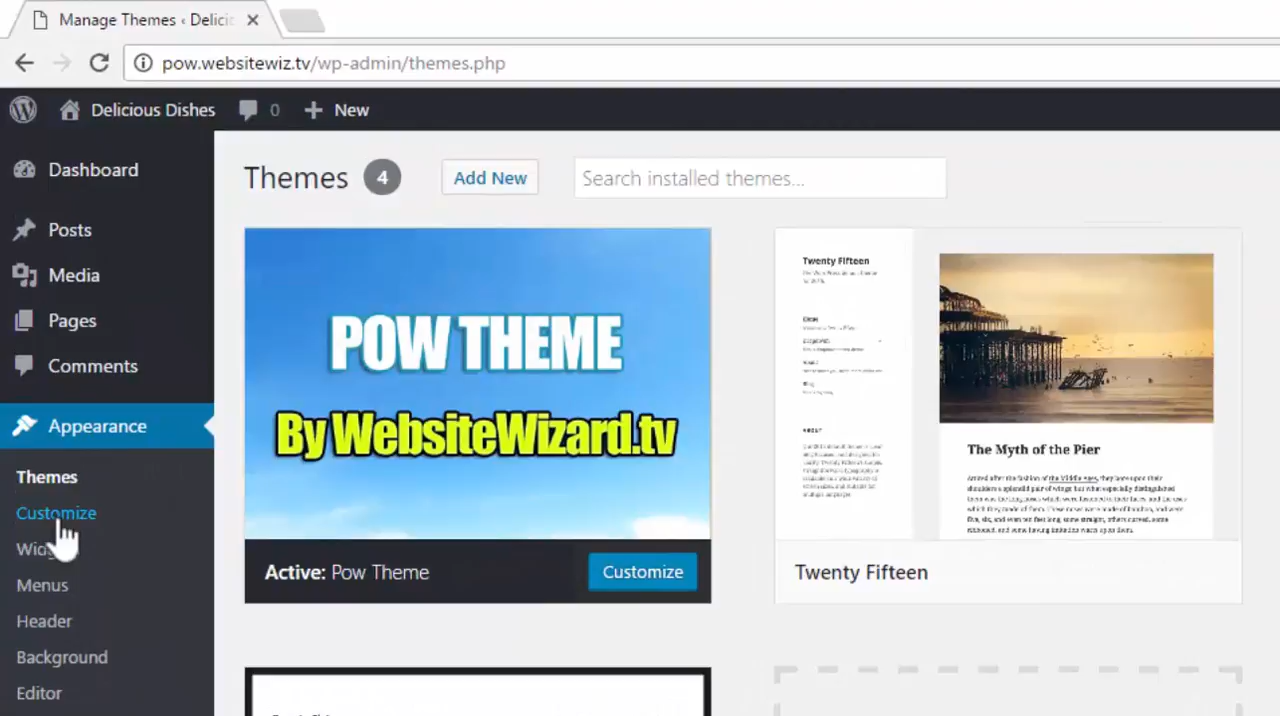 Manage Themes ‹ Delici
pow.websitewiz.tv/wp-admin/themes.php
Delicious Dishes
0
New
Dashboard
Posts
Media
Pages
Comments
Appearance
Themes
Customize
Menus
Header
Background
Editor
Themes 4
Add New
Search installed themes...
POW THEME
By WebsiteWizard.tv
Active: Pow Theme
Customize
Twenty Fifteen
The Myth of the Pier
Twenty Fifteen